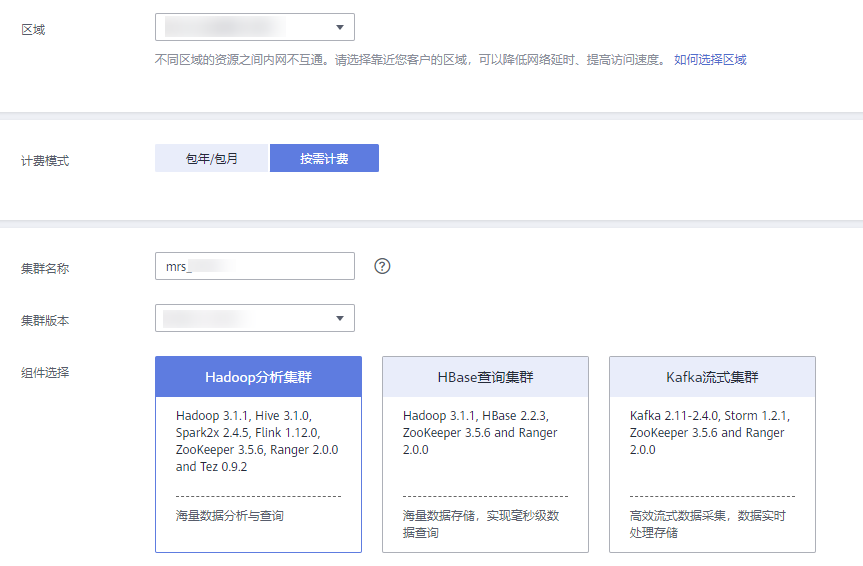 区域
不同区域的资源之间内网不互通。请选择靠近您客户的区域，可以降低网络延时、提高访问速度。 如何选择区域
计费模式
包年/包月
按需计费
集群名称
mrs_
?
集群版本
组件选择
Hadoop分析集群
Hadoop 3.1.1, Hive 3.1.0,
Spark2x 2.4.5, Flink 1.12.0,
ZooKeeper 3.5.6, Ranger 2.0.0
and Tez 0.9.2
海量数据分析与查询
HBase查询集群
Hadoop 3.1.1, HBase 2.2.3,
ZooKeeper 3.5.6 and Ranger
2.0.0
海量数据存储，实现毫秒级数
据查询
Kafka流式集群
Kafka 2.11-2.4.0, Storm 1.2.1,
ZooKeeper 3.5.6 and Ranger
2.0.0
高效流式数据采集，数据实时
处理存储